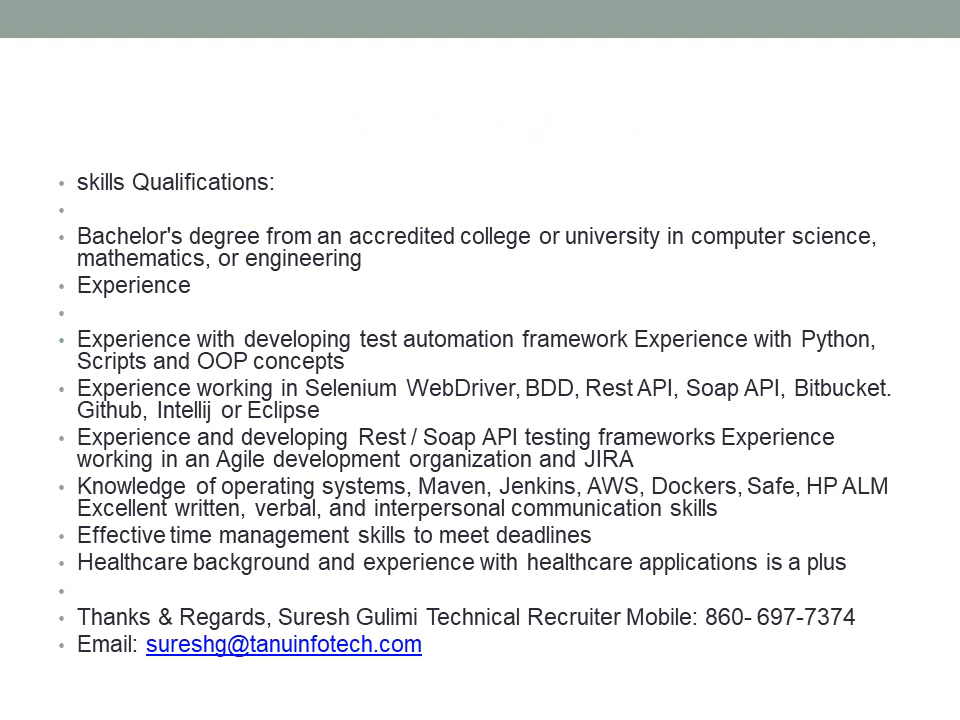 skills Qualifications:
Bachelor's degree from an accredited college or university in computer science,
mathematics, or engineering
Experience
Experience with developing test automation framework Experience with Python,
Scripts and OOP concepts
Experience working in Selenium WebDriver, BDD, Rest API, Soap API, Bitbucket.
Github, Intellij or Eclipse
Experience and developing Rest / Soap API testing frameworks Experience
working in an Agile development organization and JIRA
Knowledge of operating systems, Maven, Jenkins, AWS, Dockers, Safe, HP ALM
Excellent written, verbal, and interpersonal communication skills
Effective time management skills to meet deadlines
Healthcare background and experience with healthcare applications is a plus
Thanks & Regards, Suresh Gulimi Technical Recruiter Mobile: 860- 697-7374
Email: sureshg@tanuinfotech.com